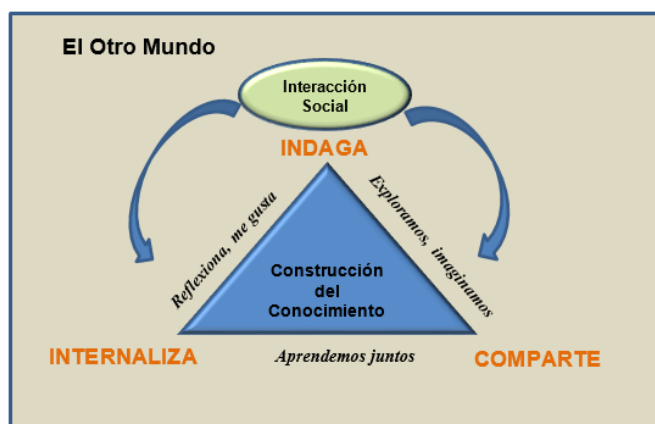 El Otro Mundo
Interacción
Social
INDAGA
Reflexiona, me gusta
Exploramos, imaginamos
Construcción
del
Conocimiento
INTERNALIZA
Aprendemos juntos
COMPARTE